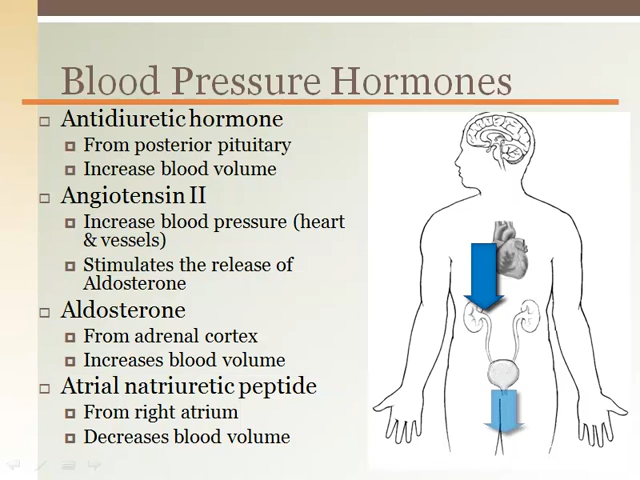 Blood Pressure Hormones
Antidiuretic hormone
From posterior pituitary
Increase blood volume
Angiotensin II
Increase blood pressure (heart
& vessels)
Stimulates the release of
Aldosterone
Aldosterone
From adrenal cortex
Increases blood volume
Atrial natriuretic peptide
From right atrium
Decreases blood volume